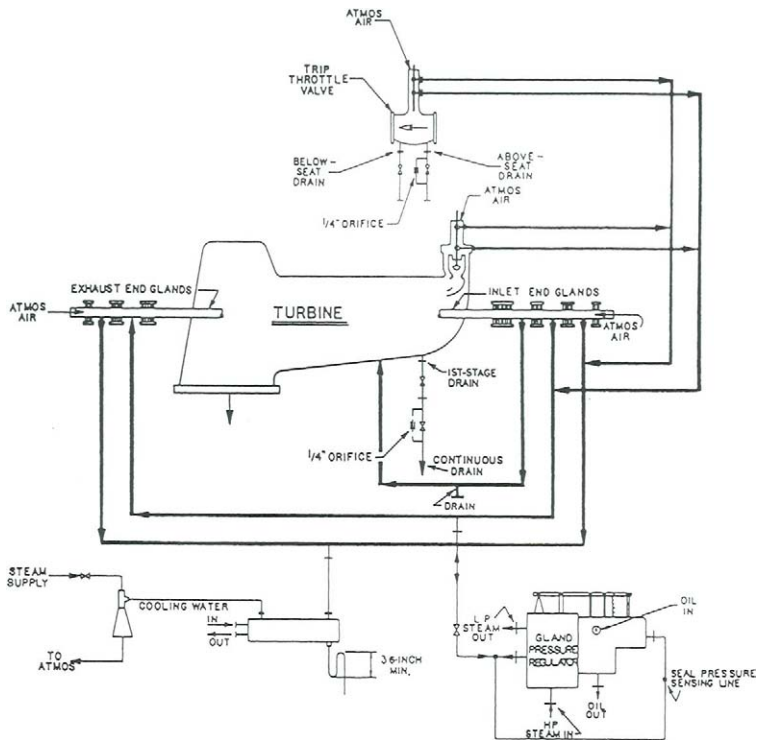 ATMOS
AIR
TRIP
THROTTLE
VALVE
BELOW-
SEAT
DRAIN
ABOVE-
SEAT
DRAIN
1/4" ORIFICE
ATMOS
AIR
EXHAUST END GLANDS
INLET END GLANDS
ATMOS
AIR
TURBINE
ATMOS
AIR
1ST-STAGE
DRAIN
1/4" ORIFICE
CONTINUOUS
DRAIN
DRAIN
STEAM
SUPPLY
COOLING WATER
IN
OUT
TO
ATMOS
36-INCH
MIN.
LP
STEAM
OUT
GLAND
PRESSURE
REGULATOR
OIL
IN
SEAL PRESSURE
SENSING LINE
HP
STEAM IN
OIL
OUT